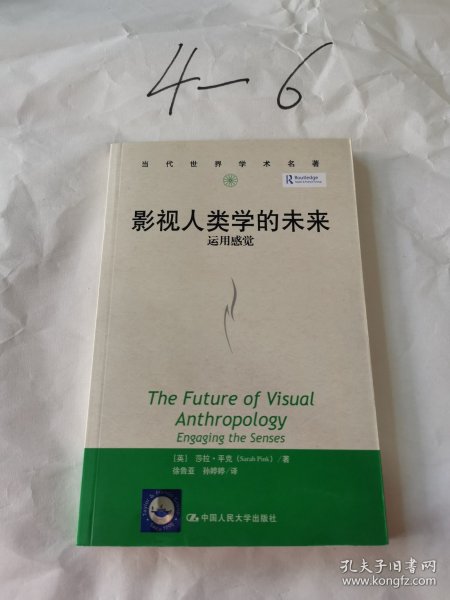 4-6
当代世界学术名著
Routledge
影视人类学的未来
运用感觉
The Future of Visual
Anthropology
Engaging the Senses
［英］ 莎拉·平克（Sarah Pink）/著
徐鲁亚 孙婷婷/译
中国人民大学出版社
孔夫子旧书网
www.kongfz.com